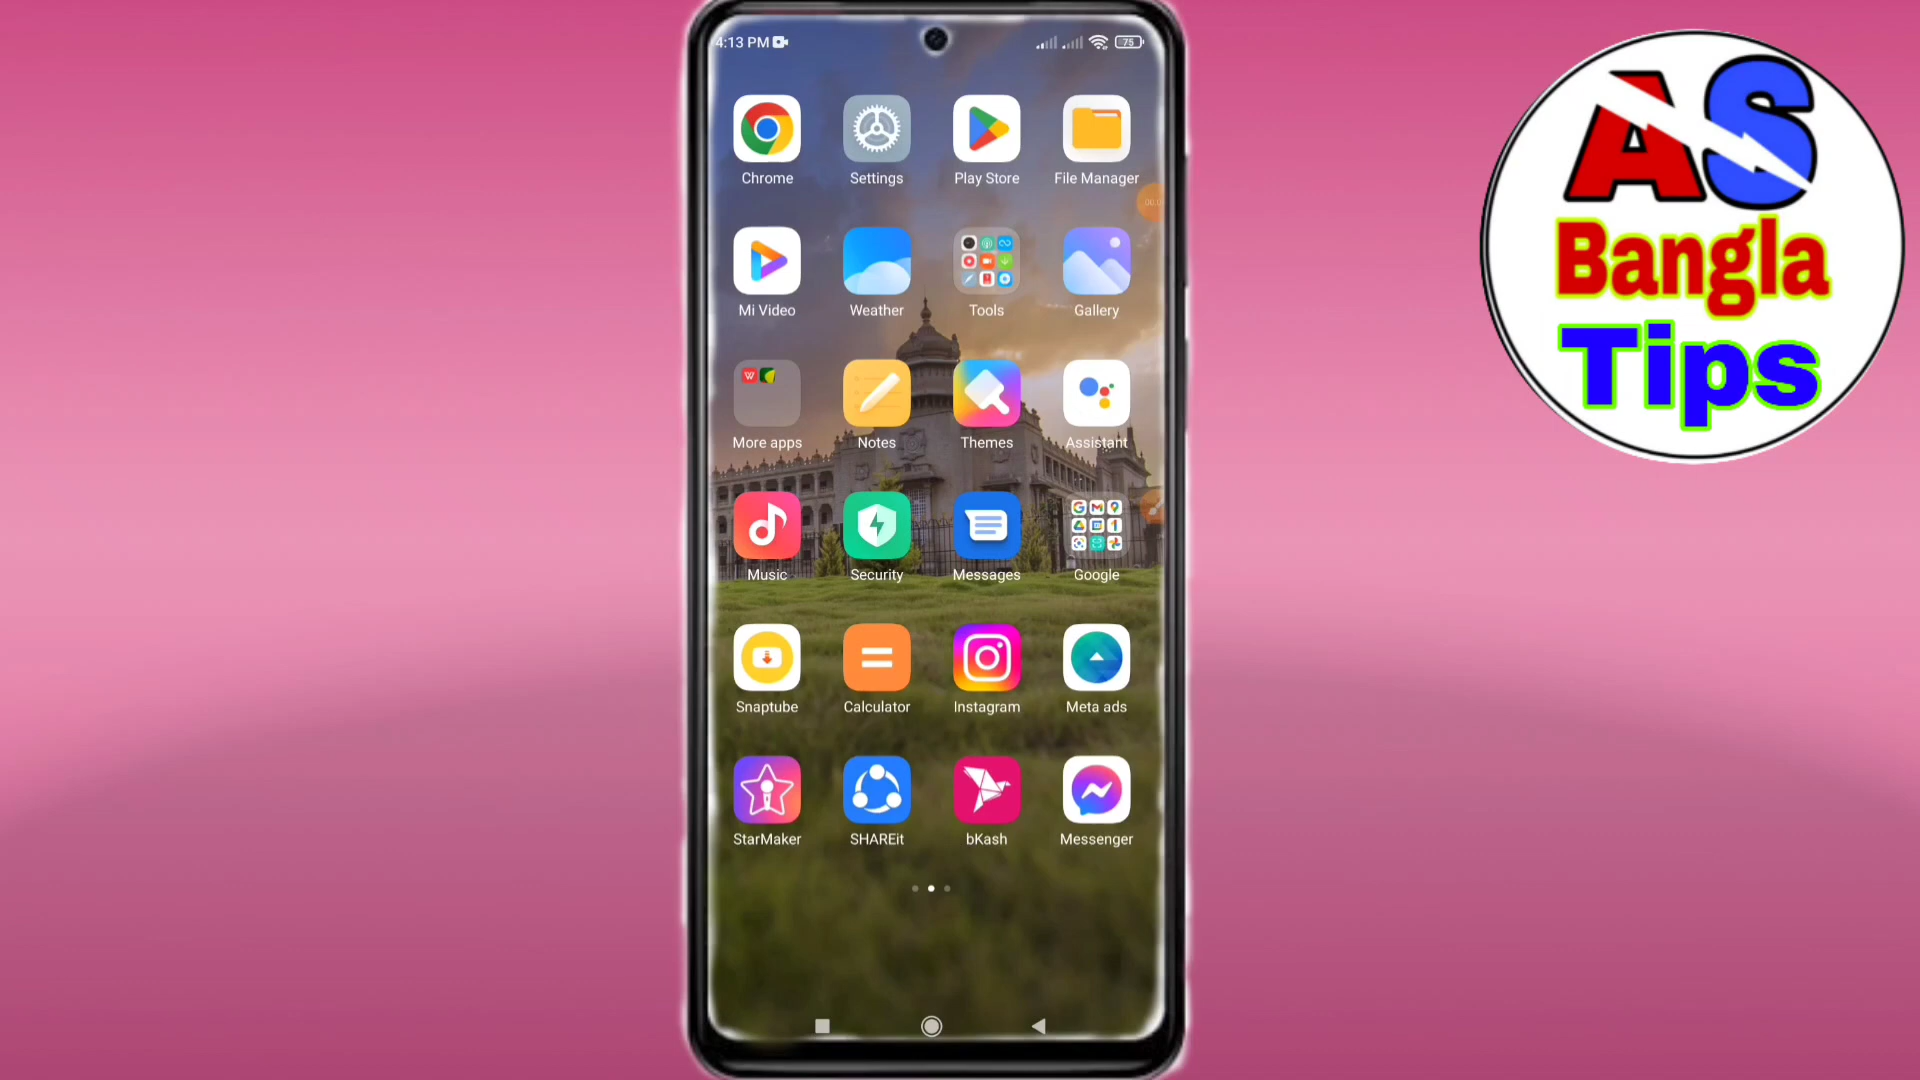 4:13 PM
75
Chrome
Settings
Play Store
File Manager
Mi Video
Weather
Tools
Gallery
More apps
Notes
Themes
Assistant
Music
Security
Messages
Google
Snaptube
Calculator
Instagram
Meta ads
StarMaker
SHAREit
bKash
Messenger
AS
Bangla
Tips